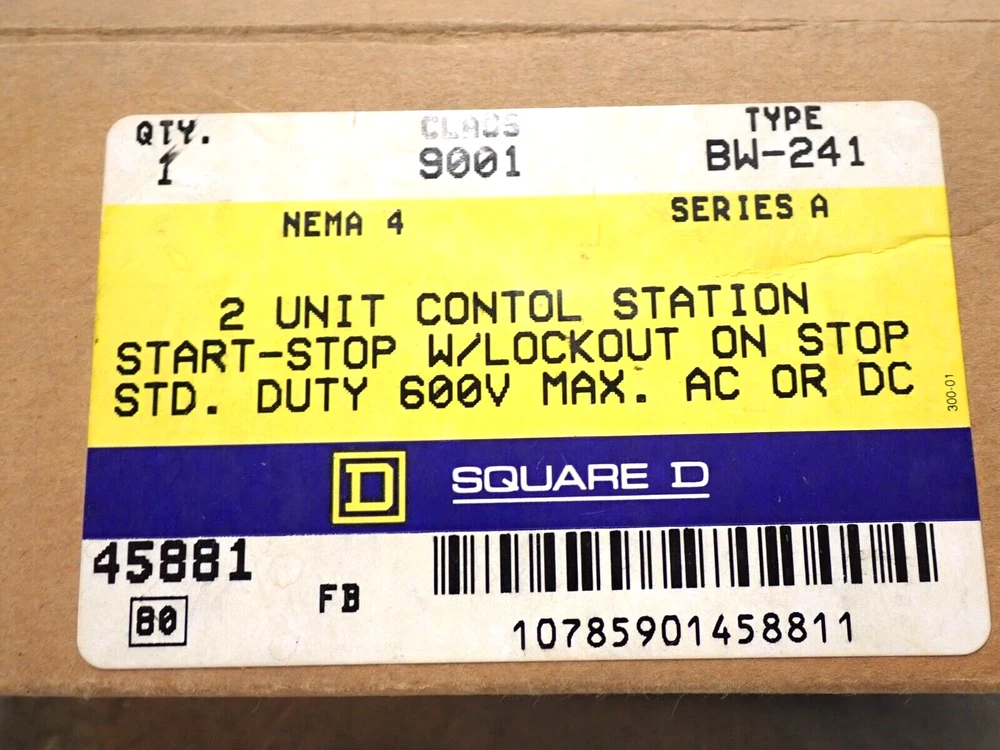 QTY. CLASS TYPE
1 9001 BW-241
NEMA 4 SERIES A
2 UNIT CONTOL STATION
START-STOP W/LOCKOUT ON STOP
STD. DUTY 600V MAX. AC OR DC
300-01
D SQUARE D
45881
80 FB
10785901458811